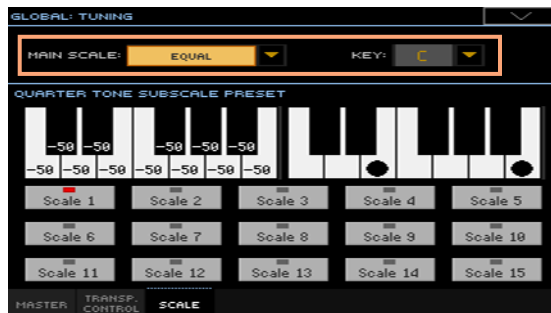 GLOBAL: TUNING
MAIN SCALE: EQUAL KEY: C
QUARTER TONE SUBSCALE PRESET
-50 -50 -50 -50 -50
-50 -50 -50 -50 -50 -50 -50
Scale 1 Scale 2 Scale 3 Scale 4 Scale 5
Scale 6 Scale 7 Scale 8 Scale 9 Scale 10
Scale 11 Scale 12 Scale 13 Scale 14 Scale 15
MASTER TRANSP. CONTROL SCALE